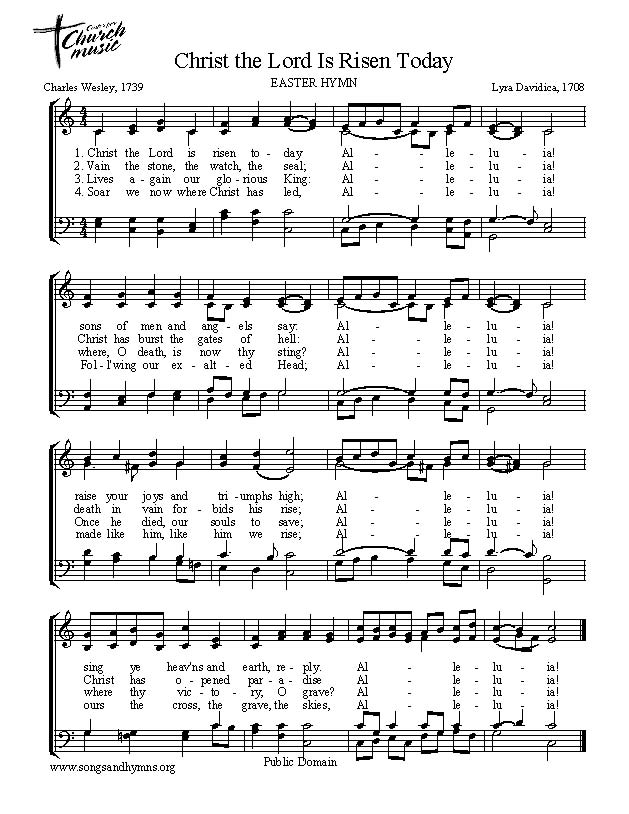 Center for
Church
music
Christ the Lord Is Risen Today
EASTER HYMN
Charles Wesley, 1739 Lyra Davidica, 1708
1. Christ the Lord is risen to - day Al - - - le - lu - ia!
2. Vain the stone, the watch, the seal; Al - - - le - lu - ia!
3. Lives a - gain our glo - rious King: Al - - - le - lu - ia!
4. Soar we now where Christ has led, Al - - - le - lu - ia!
sons of men and ang - els say: Al - - le - lu - ia!
Christ has burst the gates of hell: Al - - le - lu - ia!
where, O death, is now thy sting? Al - - le - lu - ia!
Fol - l'wing our ex - alt - ed Head; Al - - le - lu - ia!
raise your joys and tri - umphs high; Al - - le - lu - ia!
death in vain for - bids his rise; Al - - le - lu - ia!
Once he died, our souls to save; Al - - le - lu - ia!
made like him, like him we rise; Al - - le - lu - ia!
sing ye heav'ns and earth, re - ply. Al - - le - lu - ia!
Christ has o - pened par - a - dise Al - - le - lu - ia!
where thy vic - to - ry, O grave? Al - - le - lu - ia!
ours the cross, the grave, the skies, Al - - le - lu - ia!
Public Domain
www.songsandhymns.org